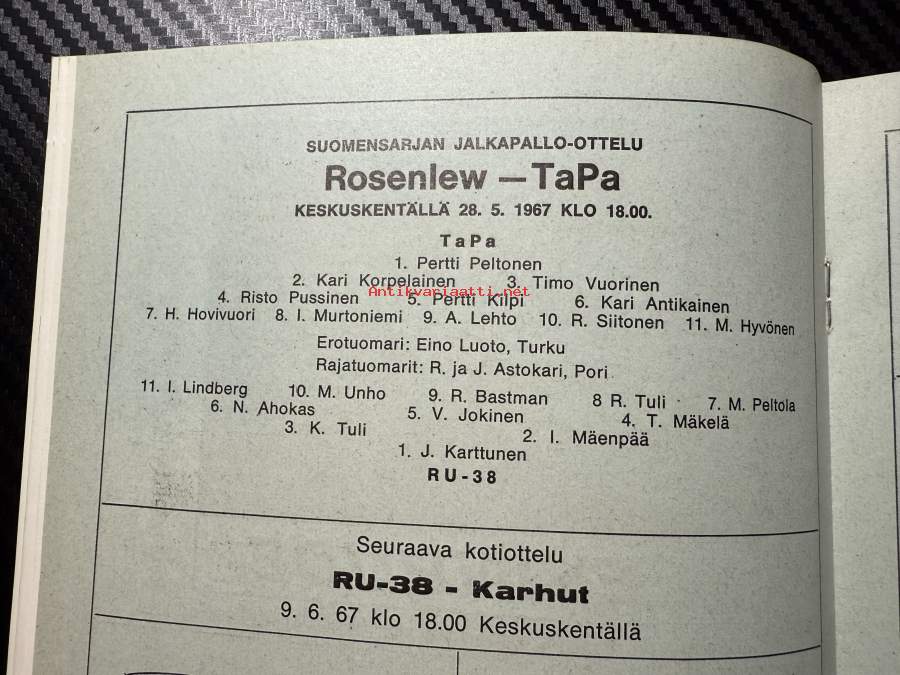 SUOMENSARJAN JALKAPALLO-OTTELU
Rosenlew — TaPa
KESKUSKENTÄLLÄ 28. 5. 1967 KLO 18.00.
TaPa
1. Pertti Peltonen
2. Kari Korpelainen 3. Timo Vuorinen
Antikvariaatti.net
4. Risto Pussinen 5. Pertti Kilpi 6. Kari Antikainen
7. H. Hovivuori 8. I. Murtoniemi 9. A. Lehto 10. R. Siitonen 11. M. Hyvönen
Erotuomari: Eino Luoto, Turku
Rajatuomarit: R. ja J. Astokari, Pori
11. I. Lindberg 10. M. Unho 9. R. Bastman 8 R. Tuli 7. M. Peltola
6. N. Ahokas 5. V. Jokinen 4. T. Mäkelä
3. K. Tuli 2. I. Mäenpää
1. J. Karttunen
RU-38
Seuraava kotiottelu
RU-38 - Karhut
9. 6. 67 klo 18.00 Keskuskentällä